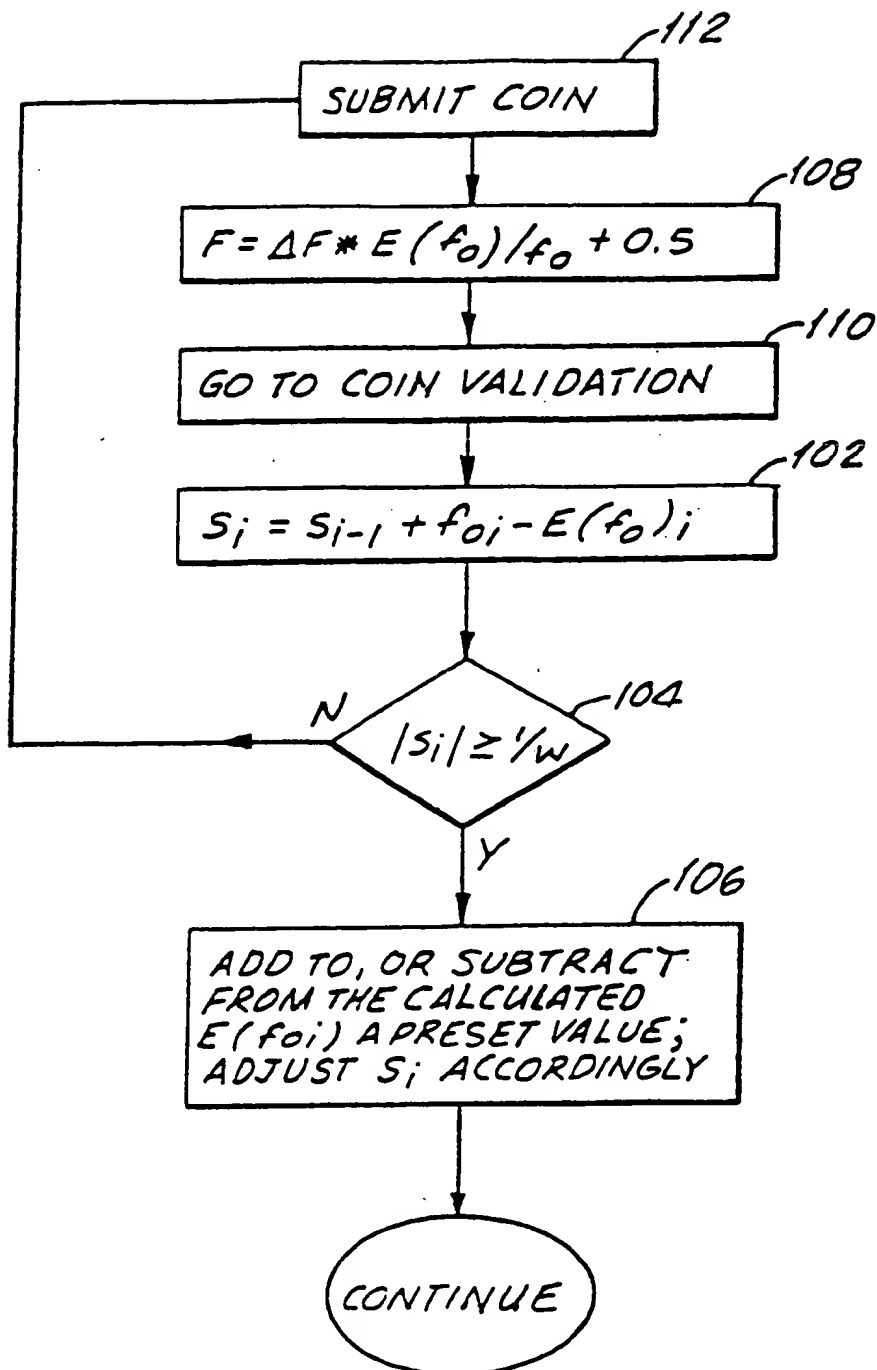 112
SUBMIT COIN
108
F = ΔF * E(f₀)/f₀ + 0.5
110
GO TO COIN VALIDATION
102
Sᵢ = Sᵢ₋₁ + f₀ᵢ - E(f₀)ᵢ
104
N
|Sᵢ| ≥ 1/w
Y
106
ADD TO, OR SUBTRACT
FROM THE CALCULATED
E(f₀ᵢ) A PRESET VALUE;
ADJUST Sᵢ ACCORDINGLY
CONTINUE